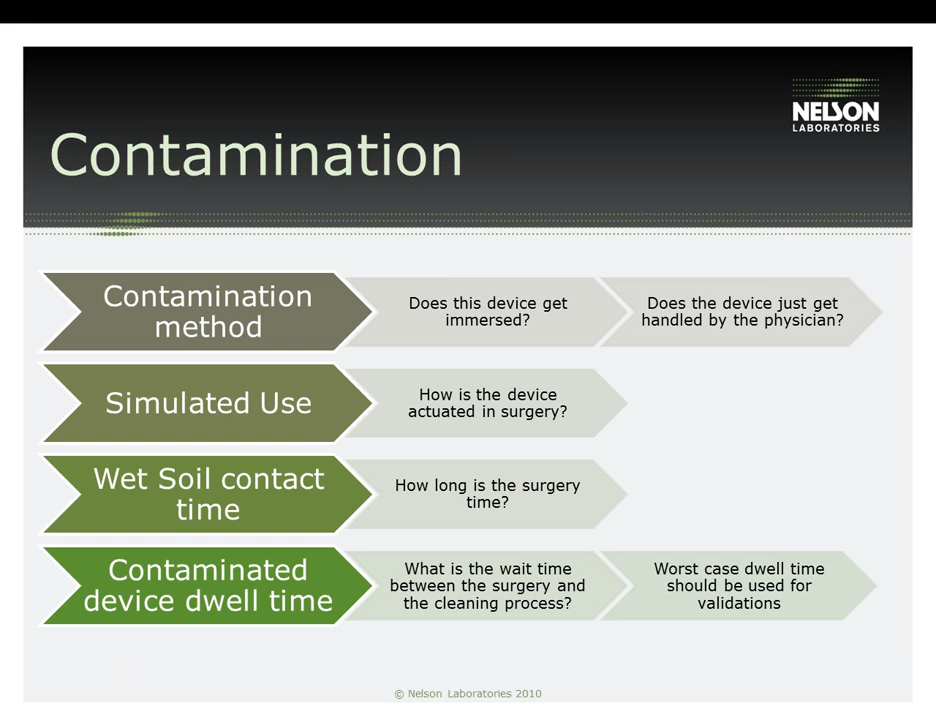 NELSON
LABORATORIES
Contamination
Contamination
method
Does this device get
immersed?
Does the device just get
handled by the physician?
Simulated Use
How is the device
actuated in surgery?
Wet Soil contact
time
How long is the surgery
time?
Contaminated
device dwell time
What is the wait time
between the surgery and
the cleaning process?
Worst case dwell time
should be used for
validations
© Nelson Laboratories 2010